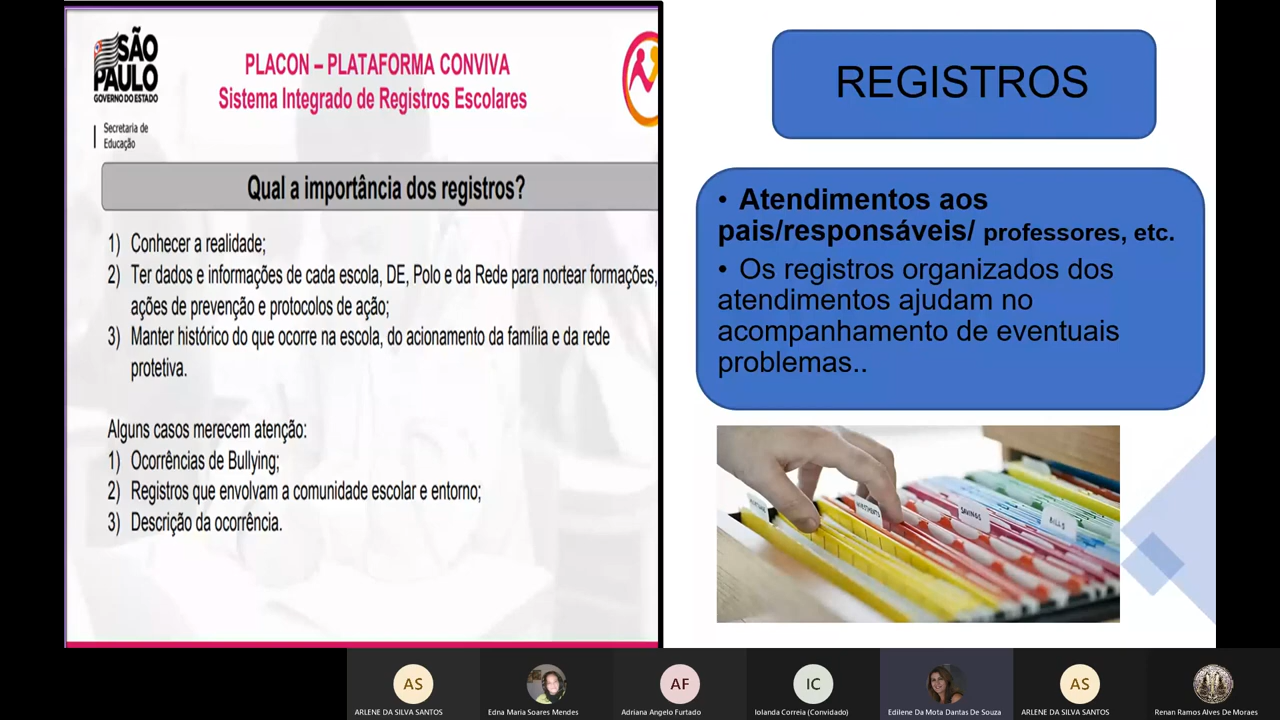 SÃO
PAULO
GOVERNO DO ESTADO
Secretaria de
Educação
PLACON – PLATAFORMA CONVIVA
Sistema Integrado de Registros Escolares
Qual a importância dos registros?
1) Conhecer a realidade;
2) Ter dados e informações de cada escola, DE, Polo e da Rede para nortear formações,
ações de prevenção e protocolos de ação;
3) Manter histórico do que ocorre na escola, do acionamento da família e da rede
protetiva.
Alguns casos merecem atenção:
1) Ocorrências de Bullying;
2) Registros que envolvam a comunidade escolar e entorno;
3) Descrição da ocorrência.
REGISTROS
• Atendimentos aos
pais/responsáveis/ professores, etc.
• Os registros organizados dos
atendimentos ajudam no
acompanhamento de eventuais
problemas..
INVESTMENTS
SAVINGS
BILLS
AS
AF
IC
AS
ARLENE DA SILVA SANTOS
Edna Maria Soares Mendes
Adriana Angelo Furtado
Iolanda Correia (Convidado)
Edilene Da Mota Dantas De Souza
ARLENE DA SILVA SANTOS
Renan Ramos Alves De Moraes